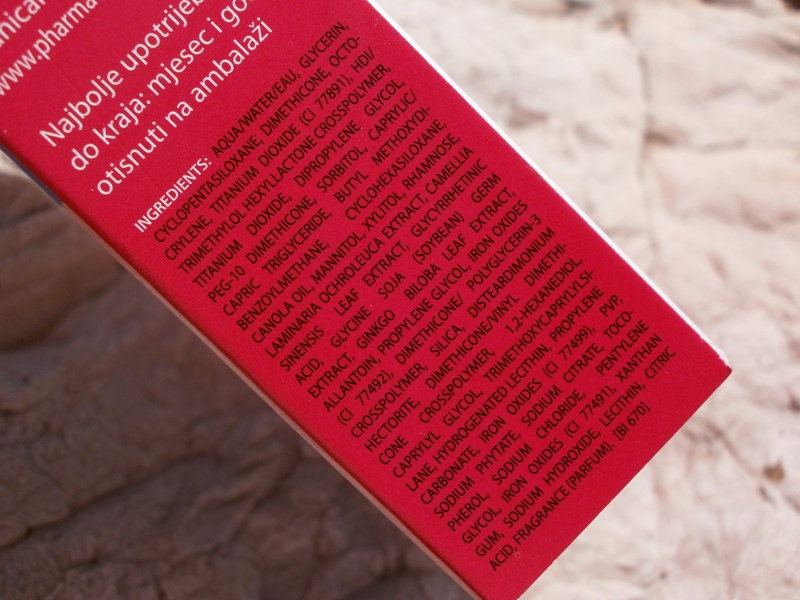 www.pharma
Najbolje upotrijeb
do kraja: mjesec i go
otisnuti na ambalaži
INGREDIENTS: AQUA/WATER/EAU, GLYCERIN,
CYCLOPENTASILOXANE, DIMETHICONE, OCTO-
CRYLENE, TITANIUM DIOXIDE (CI 77891), HDI/
TRIMETHYLOL HEXYLLACTONE CROSSPOLYMER,
TITANIUM DIOXIDE, DIPROPYLENE GLYCOL,
PEG-10 DIMETHICONE, SORBITOL CAPRYLIC/
CAPRIC TRIGLYCERIDE, BUTYL METHOXYDI-
BENZOYLMETHANE, CYCLOHEXASILOXANE,
CANOLA OIL, MANNITOL, XYLITOL, RHAMNOSE,
LAMINARIA OCHROLEUCA EXTRACT, CAMELLIA
SINENSIS LEAF EXTRACT, GLYCYRRHETINIC
ACID, GLYCINE SOJA (SOYBEAN) GERM
EXTRACT, GINKGO BILOBA LEAF EXTRACT,
ALLANTOIN, PROPYLENE GLYCOL, IRON OXIDES
(CI 77492), DIMETHICONE/ POLYGLYCERIN-3
CROSSPOLYMER, SILICA, DISTEARDIMONIUM
HECTORITE, DIMETHICONE/VINYL DIMETHI-
CONE CROSSPOLYMER, 1,2-HEXANEDIOL,
CAPRYLYL GLYCOL, TRIMETHOXYCAPRYLYLSI-
LANE, HYDROGENATED LECITHIN, PROPYLENE
CARBONATE, IRON OXIDES (CI 77499), PVP,
SODIUM PHYTATE, SODIUM CITRATE, TOCO-
PHEROL, SODIUM CHLORIDE, PENTYLENE
GLYCOL, IRON OXIDES (CI 77491), XANTHAN
GUM, SODIUM HYDROXIDE, LECITHIN, CITRIC
ACID, FRAGRANCE (PARFUM). [BI 670]